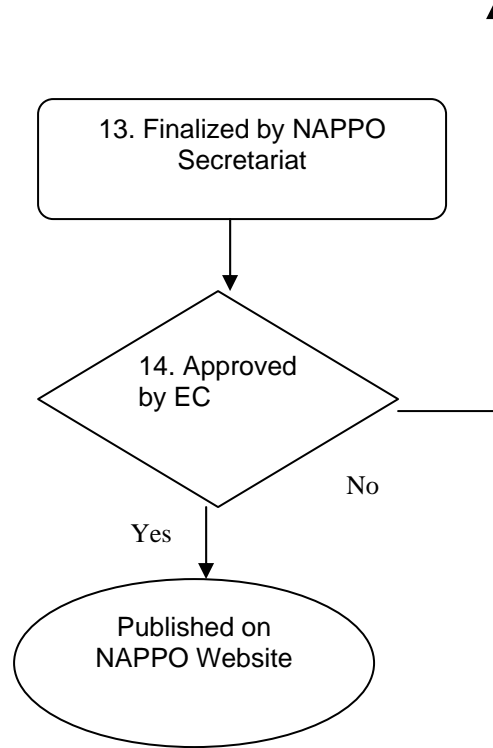 13. Finalized by NAPPO
Secretariat
14. Approved
by EC
No
Yes
Published on
NAPPO Website